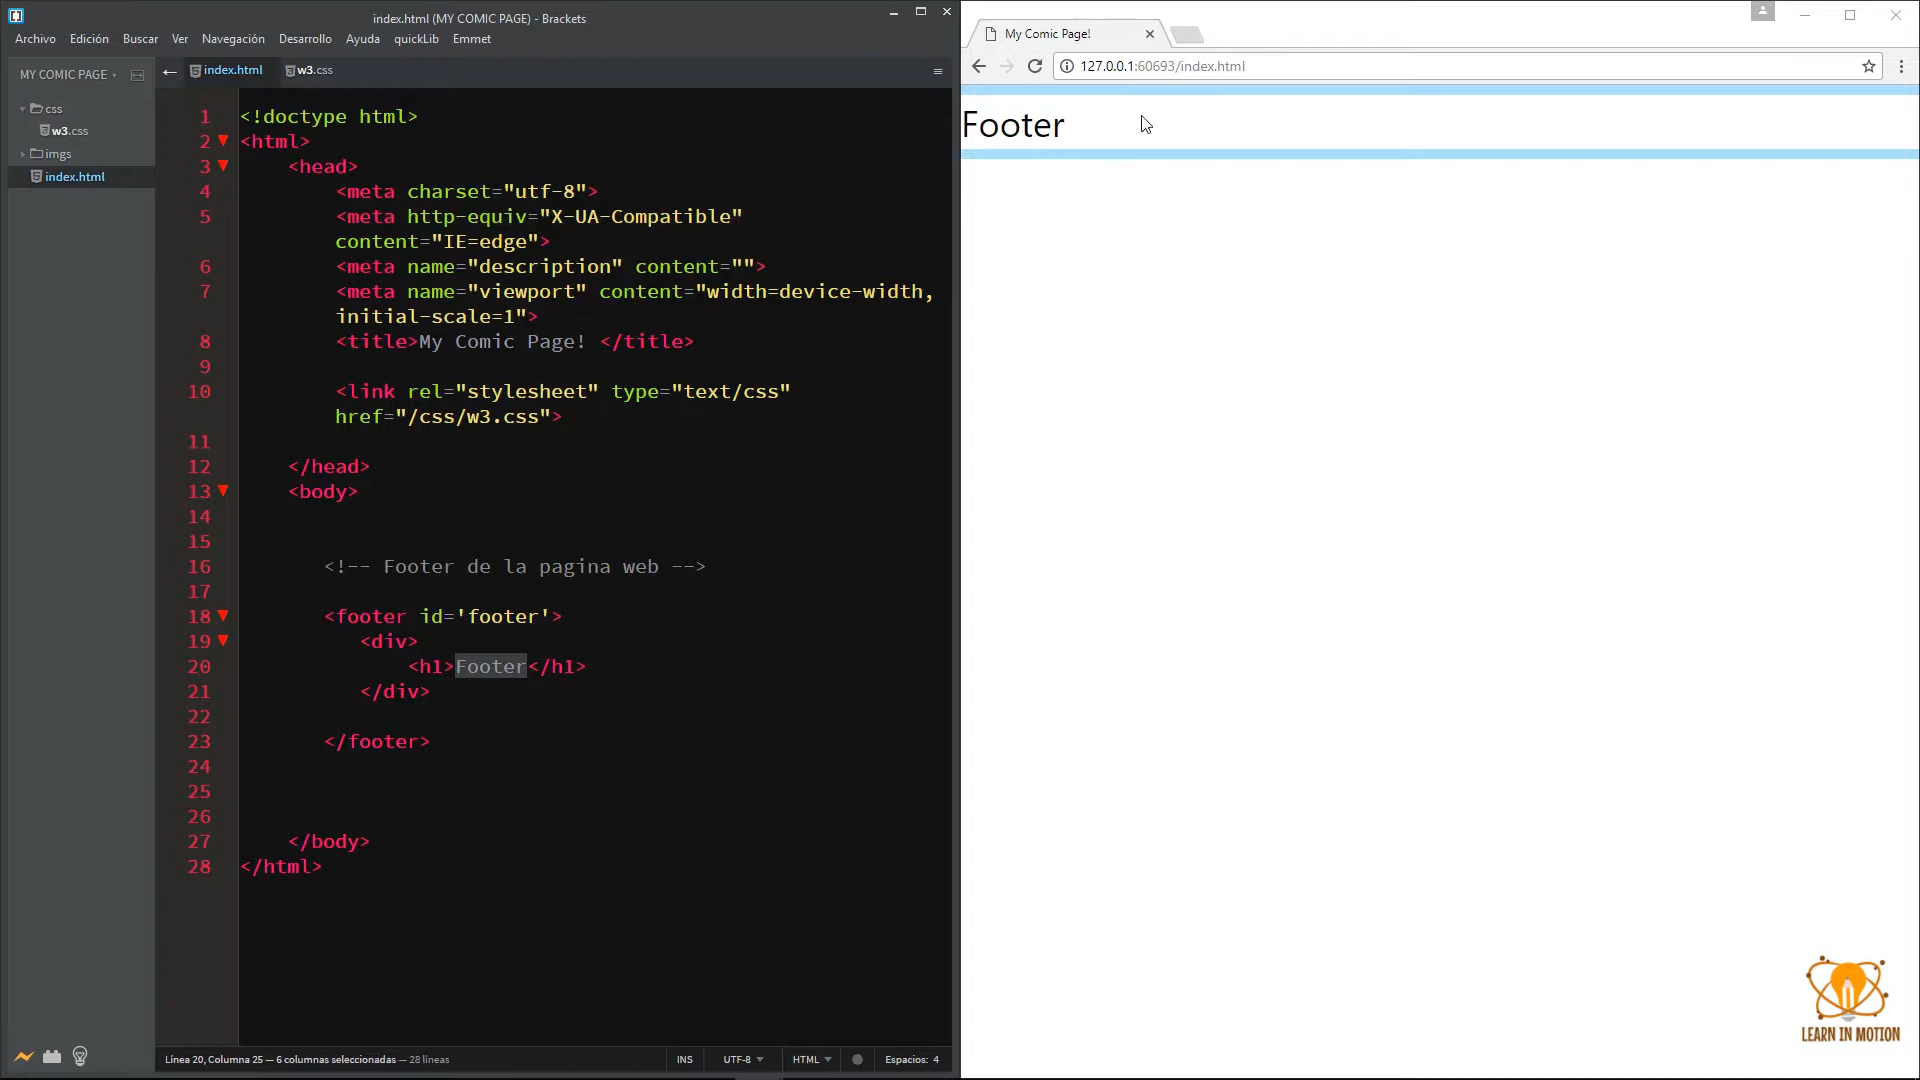 index.html (MY COMIC PAGE) - Brackets
Archivo Edición Buscar Ver Navegación Desarrollo Ayuda quickLib Emmet
MY COMIC PAGE
css
w3.css
imgs
index.html
index.html w3.css
1 <!doctype html>
2 <html>
3 <head>
4 <meta charset="utf-8">
5 <meta http-equiv="X-UA-Compatible"
content="IE=edge">
6 <meta name="description" content="">
7 <meta name="viewport" content="width=device-width,
initial-scale=1">
8 <title>My Comic Page! </title>
9
10 <link rel="stylesheet" type="text/css"
href="/css/w3.css">
11
12 </head>
13 <body>
14
15
16 <!-- Footer de la pagina web -->
17
18 <footer id='footer'>
19 <div>
20 <h1>Footer</h1>
21 </div>
22
23 </footer>
24
25
26
27 </body>
28 </html>
Línea 20, Columna 25 — 6 columnas seleccionadas — 28 líneas INS UTF-8 HTML Espacios: 4
My Comic Page!
127.0.0.1:60693/index.html
Footer
LEARN IN MOTION